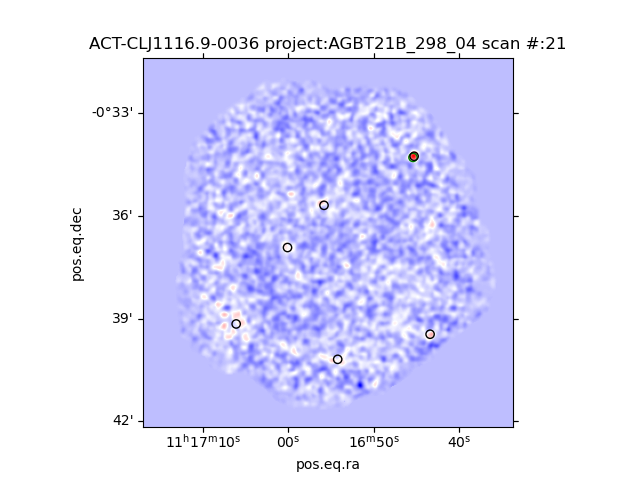 ACT-CLJ1116.9-0036 project:AGBT21B_298_04 scan #:21
-0°33'
36'
39'
42'
pos.eq.dec
11ʰ17ᵐ10ˢ 00ˢ 16ᵐ50ˢ 40ˢ
pos.eq.ra